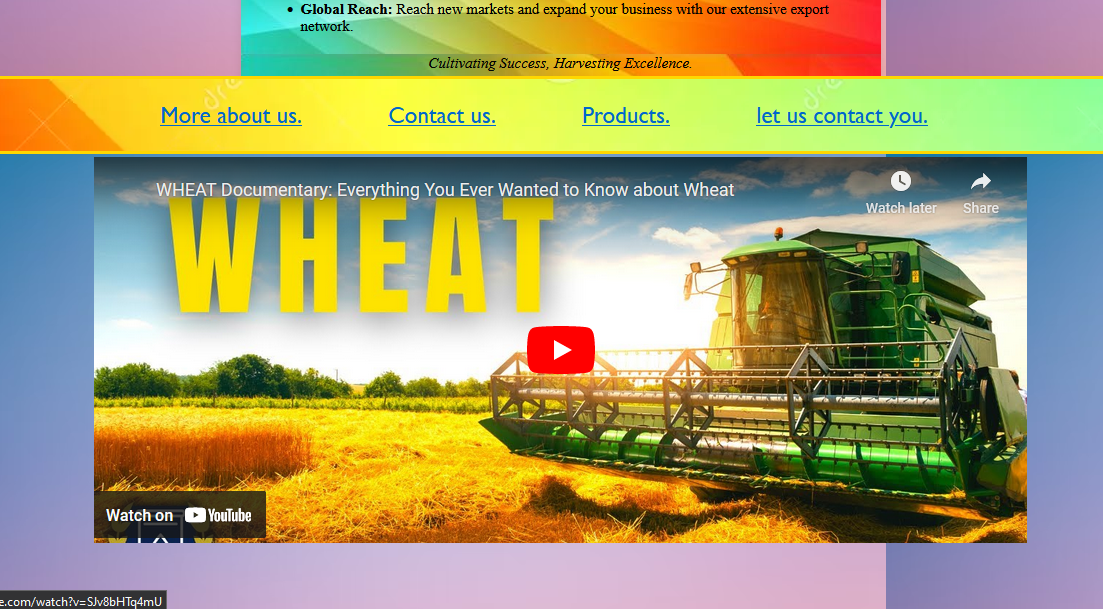 • Global Reach: Reach new markets and expand your business with our extensive export
network.
Cultivating Success, Harvesting Excellence.
More about us.
Contact us.
Products.
let us contact you.
WHEAT Documentary: Everything You Ever Wanted to Know about Wheat
Watch later
Share
WHEAT
Watch on YouTube
e.com/watch?v=SJv8bHTq4mU